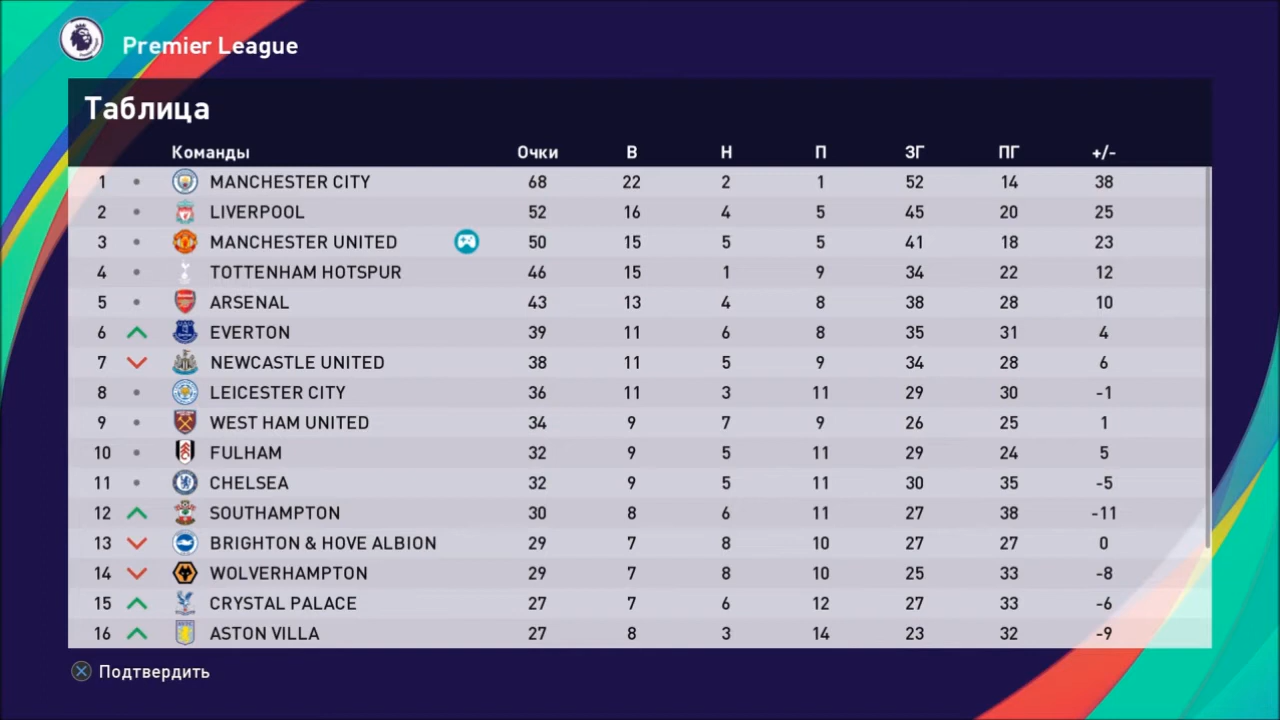 Premier League
Таблица
Команды Очки В Н П ЗГ ПГ +/-
1 MANCHESTER CITY 68 22 2 1 52 14 38
2 LIVERPOOL 52 16 4 5 45 20 25
3 MANCHESTER UNITED 50 15 5 5 41 18 23
4 TOTTENHAM HOTSPUR 46 15 1 9 34 22 12
5 ARSENAL 43 13 4 8 38 28 10
6 EVERTON 39 11 6 8 35 31 4
7 NEWCASTLE UNITED 38 11 5 9 34 28 6
8 LEICESTER CITY 36 11 3 11 29 30 -1
9 WEST HAM UNITED 34 9 7 9 26 25 1
10 FULHAM 32 9 5 11 29 24 5
11 CHELSEA 32 9 5 11 30 35 -5
12 SOUTHAMPTON 30 8 6 11 27 38 -11
13 BRIGHTON & HOVE ALBION 29 7 8 10 27 27 0
14 WOLVERHAMPTON 29 7 8 10 25 33 -8
15 CRYSTAL PALACE 27 7 6 12 27 33 -6
16 ASTON VILLA 27 8 3 14 23 32 -9
Подтвердить